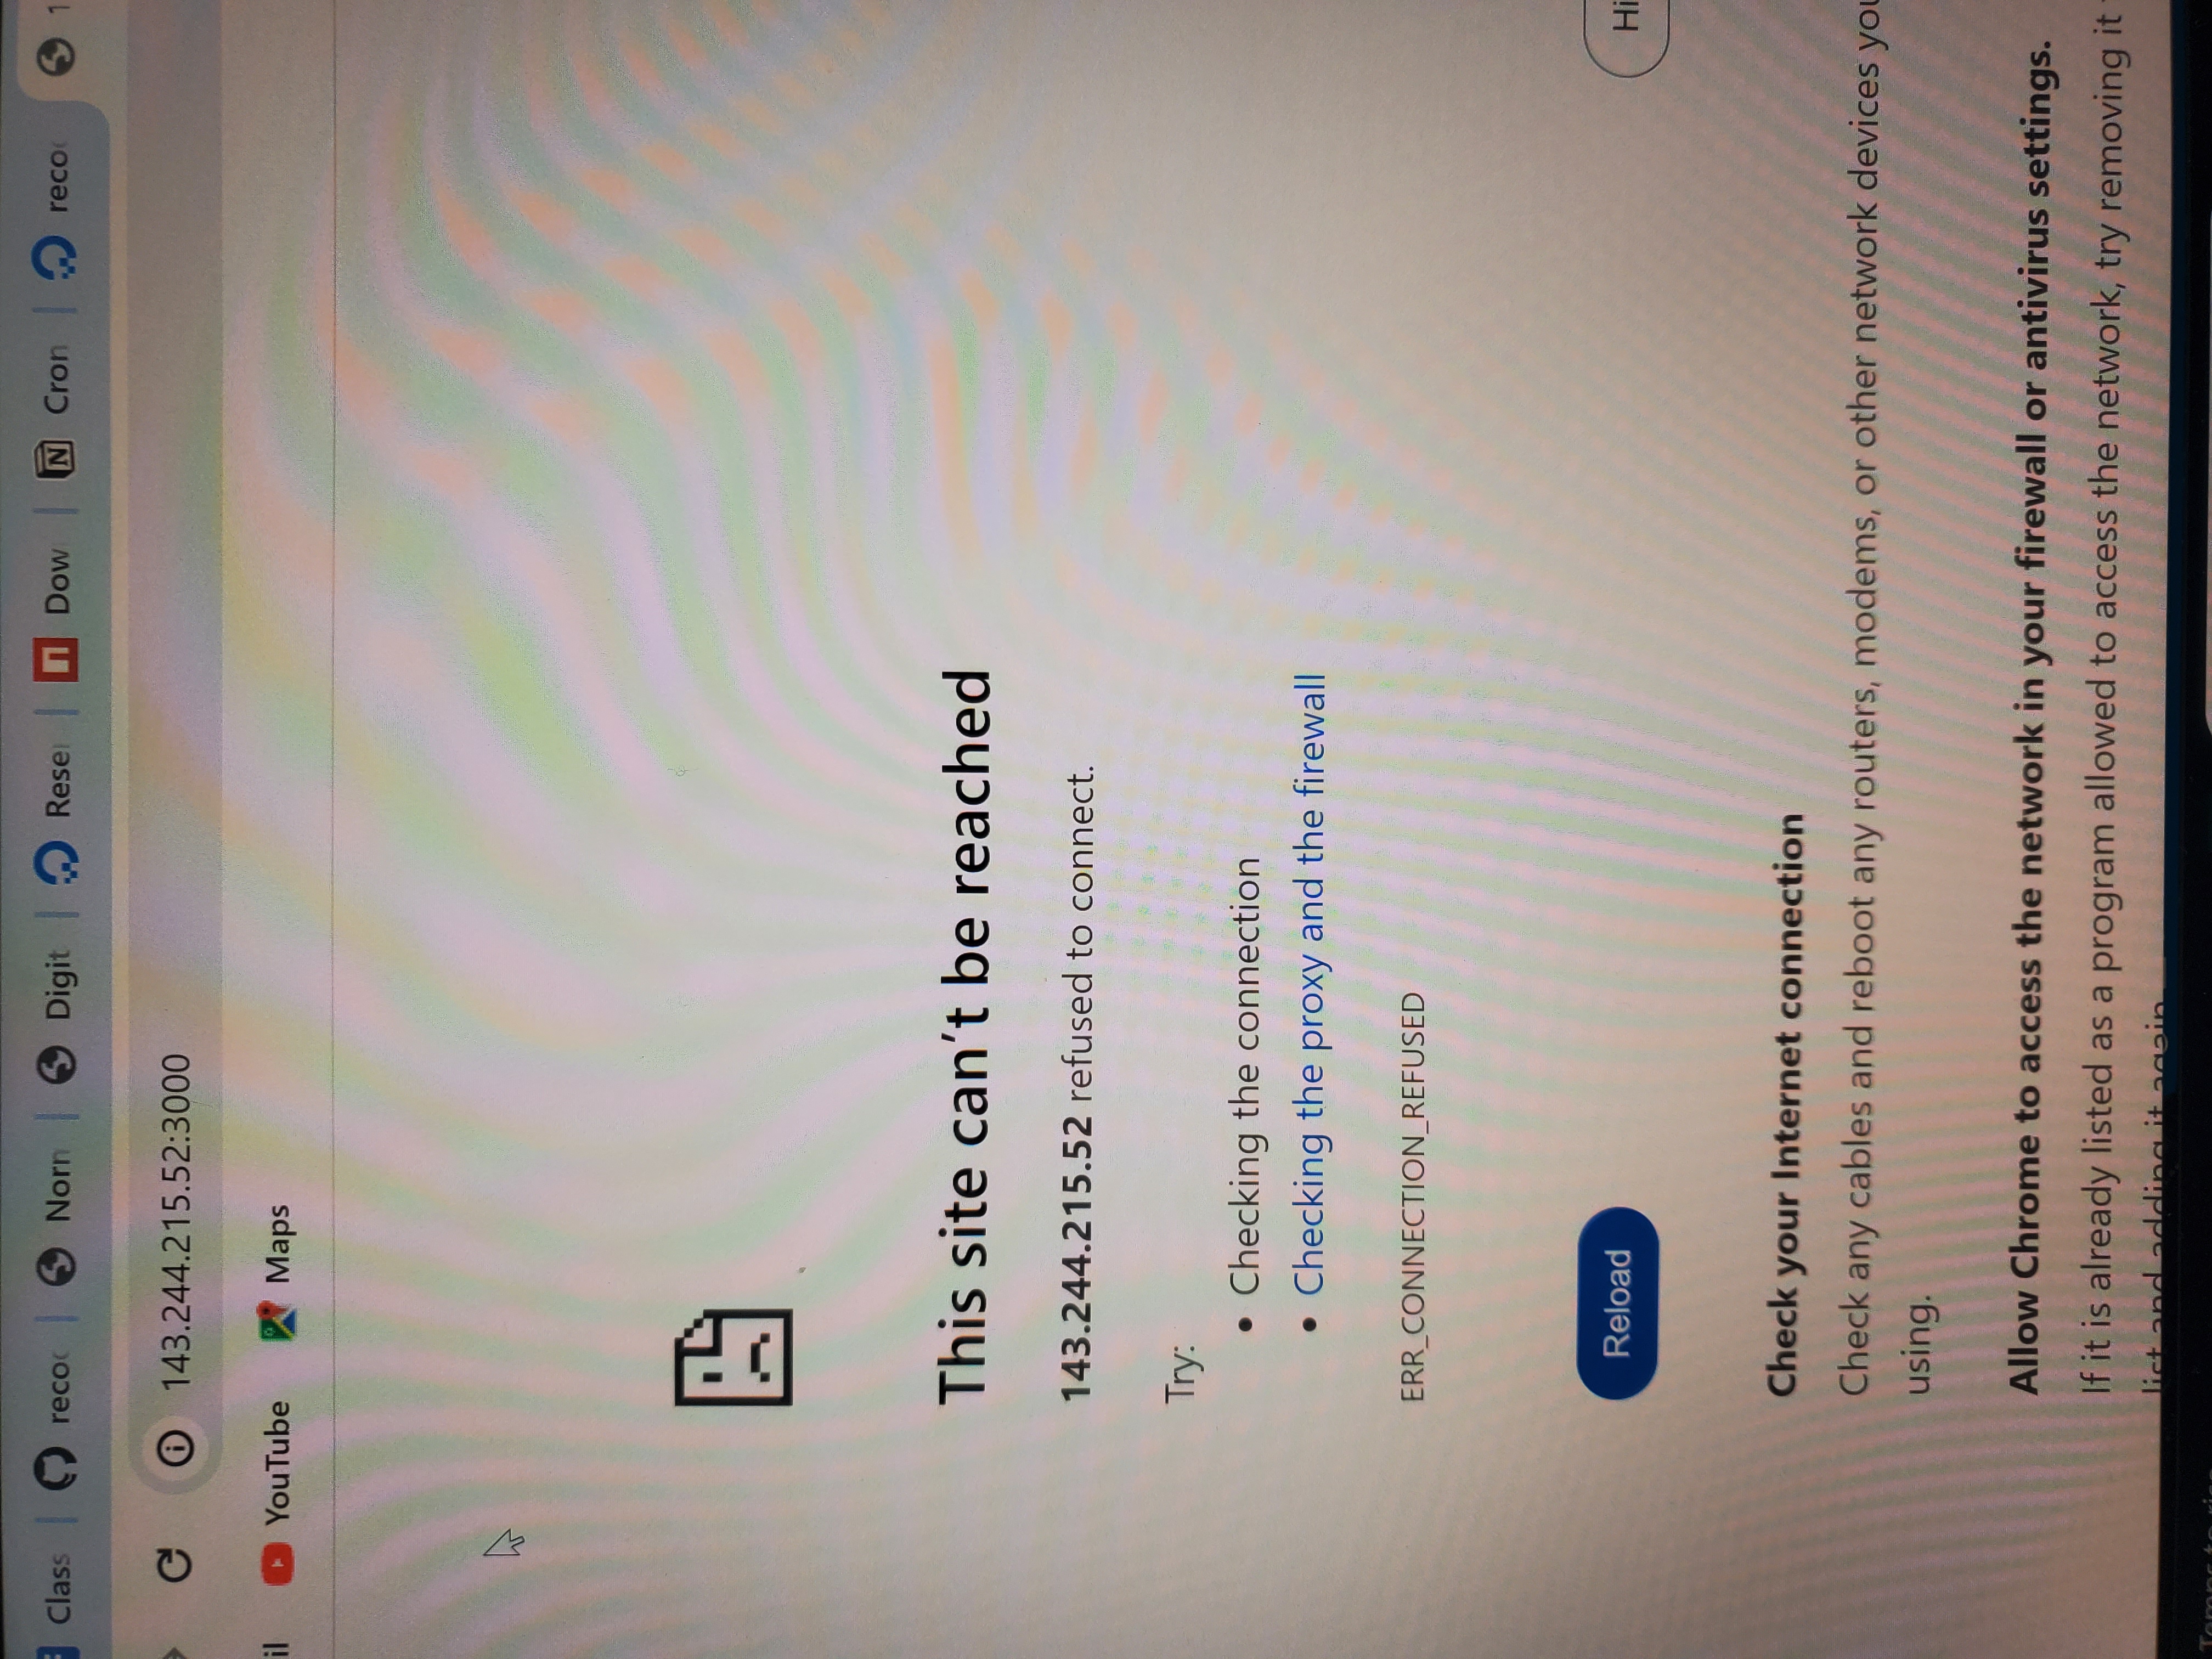 Class
reco
Norn
Digit
Rese
Dow
Cron
reco
1
143.244.215.52:3000
il
YouTube
Maps
This site can't be reached
143.244.215.52 refused to connect.
Try:
• Checking the connection
• Checking the proxy and the firewall
ERR_CONNECTION_REFUSED
Reload
Hi
Check your Internet connection
Check any cables and reboot any routers, modems, or other network devices you
using.
Allow Chrome to access the network in your firewall or antivirus settings.
If it is already listed as a program allowed to access the network, try removing it
list and adding it again
Temps to rise